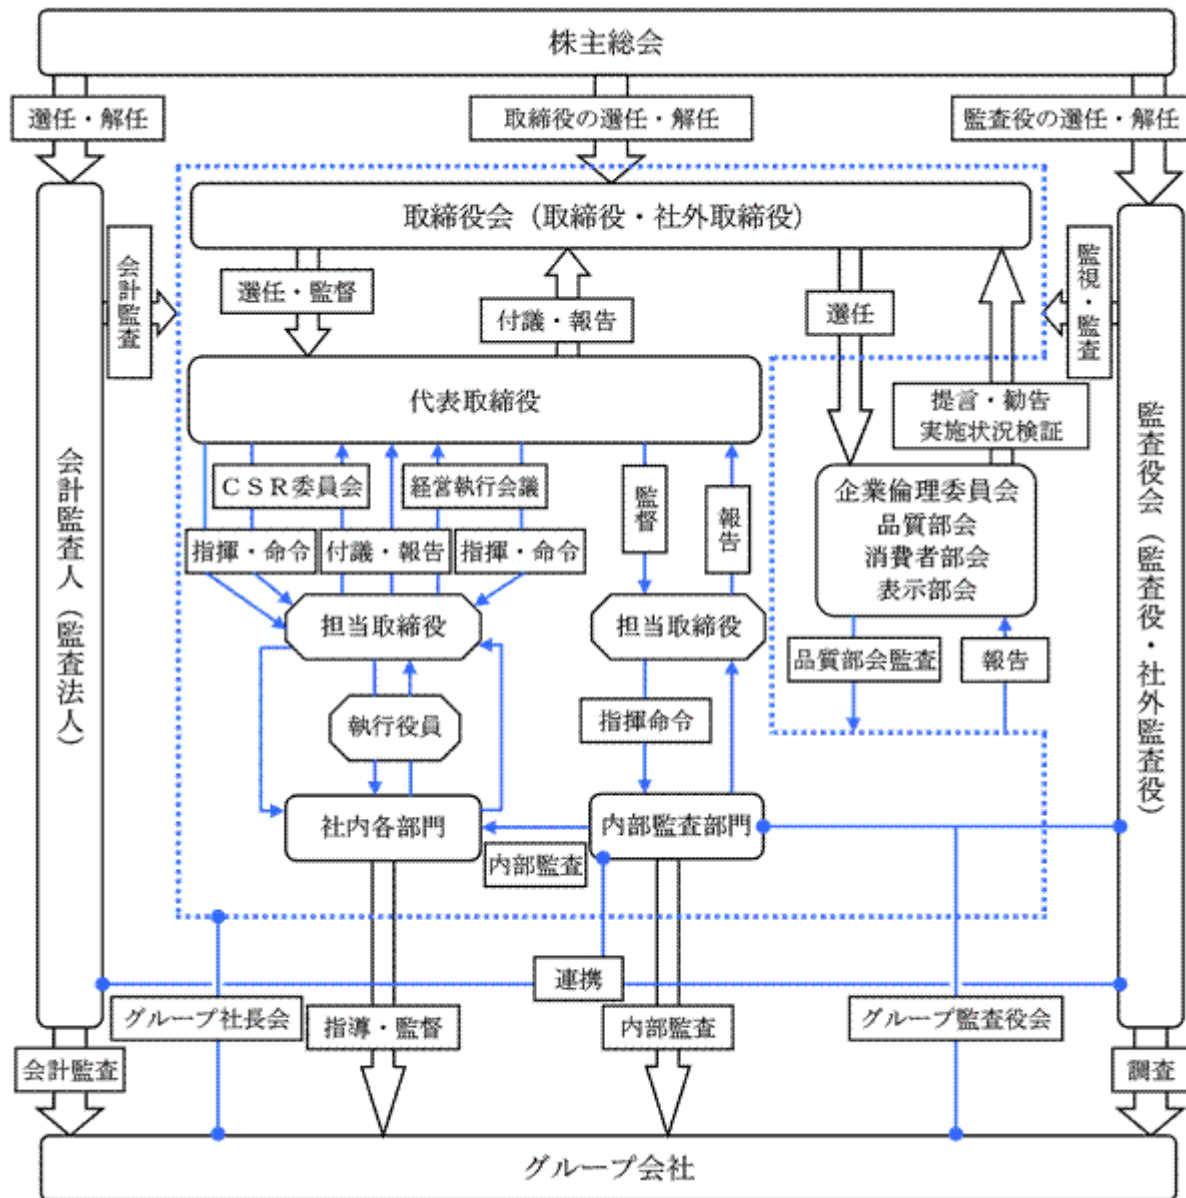 株主総会
選任・解任
取締役の選任・解任
監査役の選任・解任
取締役会（取締役・社外取締役）
会計監査
選任・監督
付議・報告
選任
監視・監査
代表取締役
提言・勧告
実施状況検証
会計監査人（監査法人）
監査役会（監査役・社外監査役）
ＣＳＲ委員会
経営執行会議
監督
報告
企業倫理委員会
品質部会
消費者部会
表示部会
指揮・命令
付議・報告
指揮・命令
担当取締役
担当取締役
品質部会監査
報告
執行役員
指揮命令
社内各部門
内部監査部門
内部監査
連携
グループ社長会
指導・監督
内部監査
グループ監査役会
会計監査
調査
グループ会社